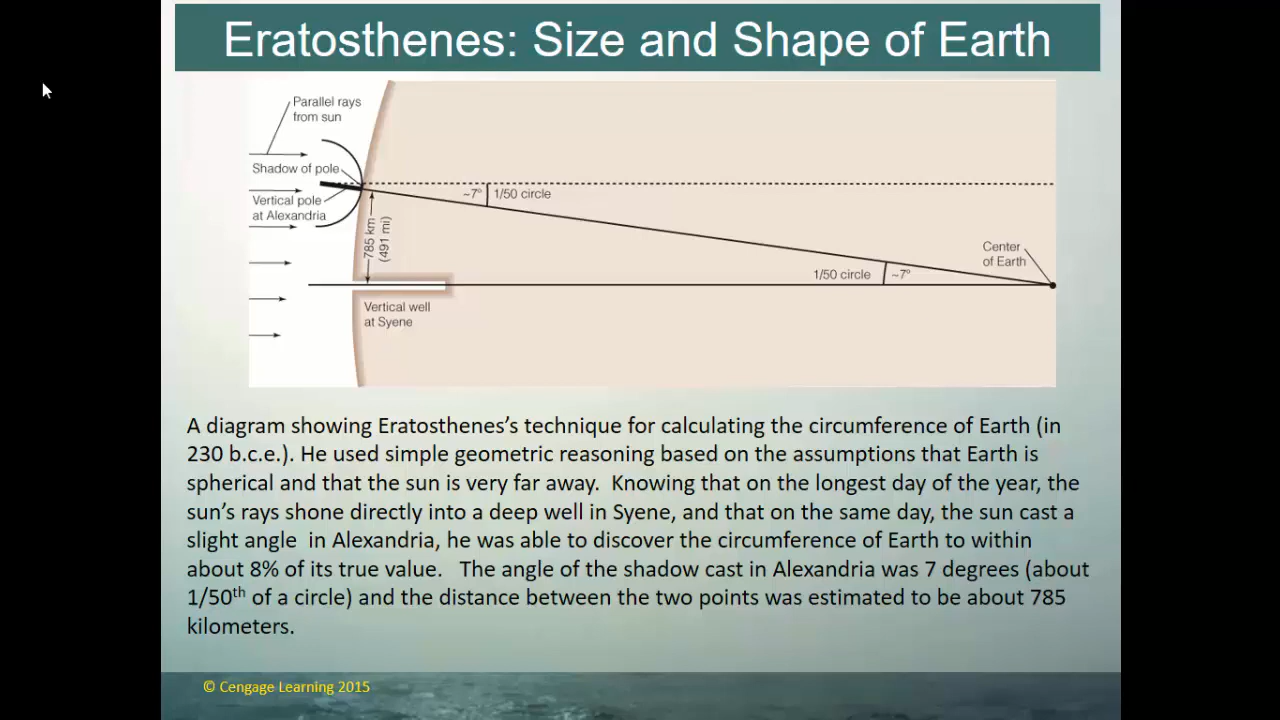 Eratosthenes: Size and Shape of Earth
Parallel rays
from sun
Shadow of pole
Vertical pole
at Alexandria
~7°
1/50 circle
785 km
(491 mi)
Center
of Earth
1/50 circle
~7°
Vertical well
at Syene
A diagram showing Eratosthenes’s technique for calculating the circumference of Earth (in
230 b.c.e.). He used simple geometric reasoning based on the assumptions that Earth is
spherical and that the sun is very far away.  Knowing that on the longest day of the year, the
sun’s rays shone directly into a deep well in Syene, and that on the same day, the sun cast a
slight angle  in Alexandria, he was able to discover the circumference of Earth to within
about 8% of its true value.   The angle of the shadow cast in Alexandria was 7 degrees (about
1/50th of a circle) and the distance between the two points was estimated to be about 785
kilometers.
© Cengage Learning 2015